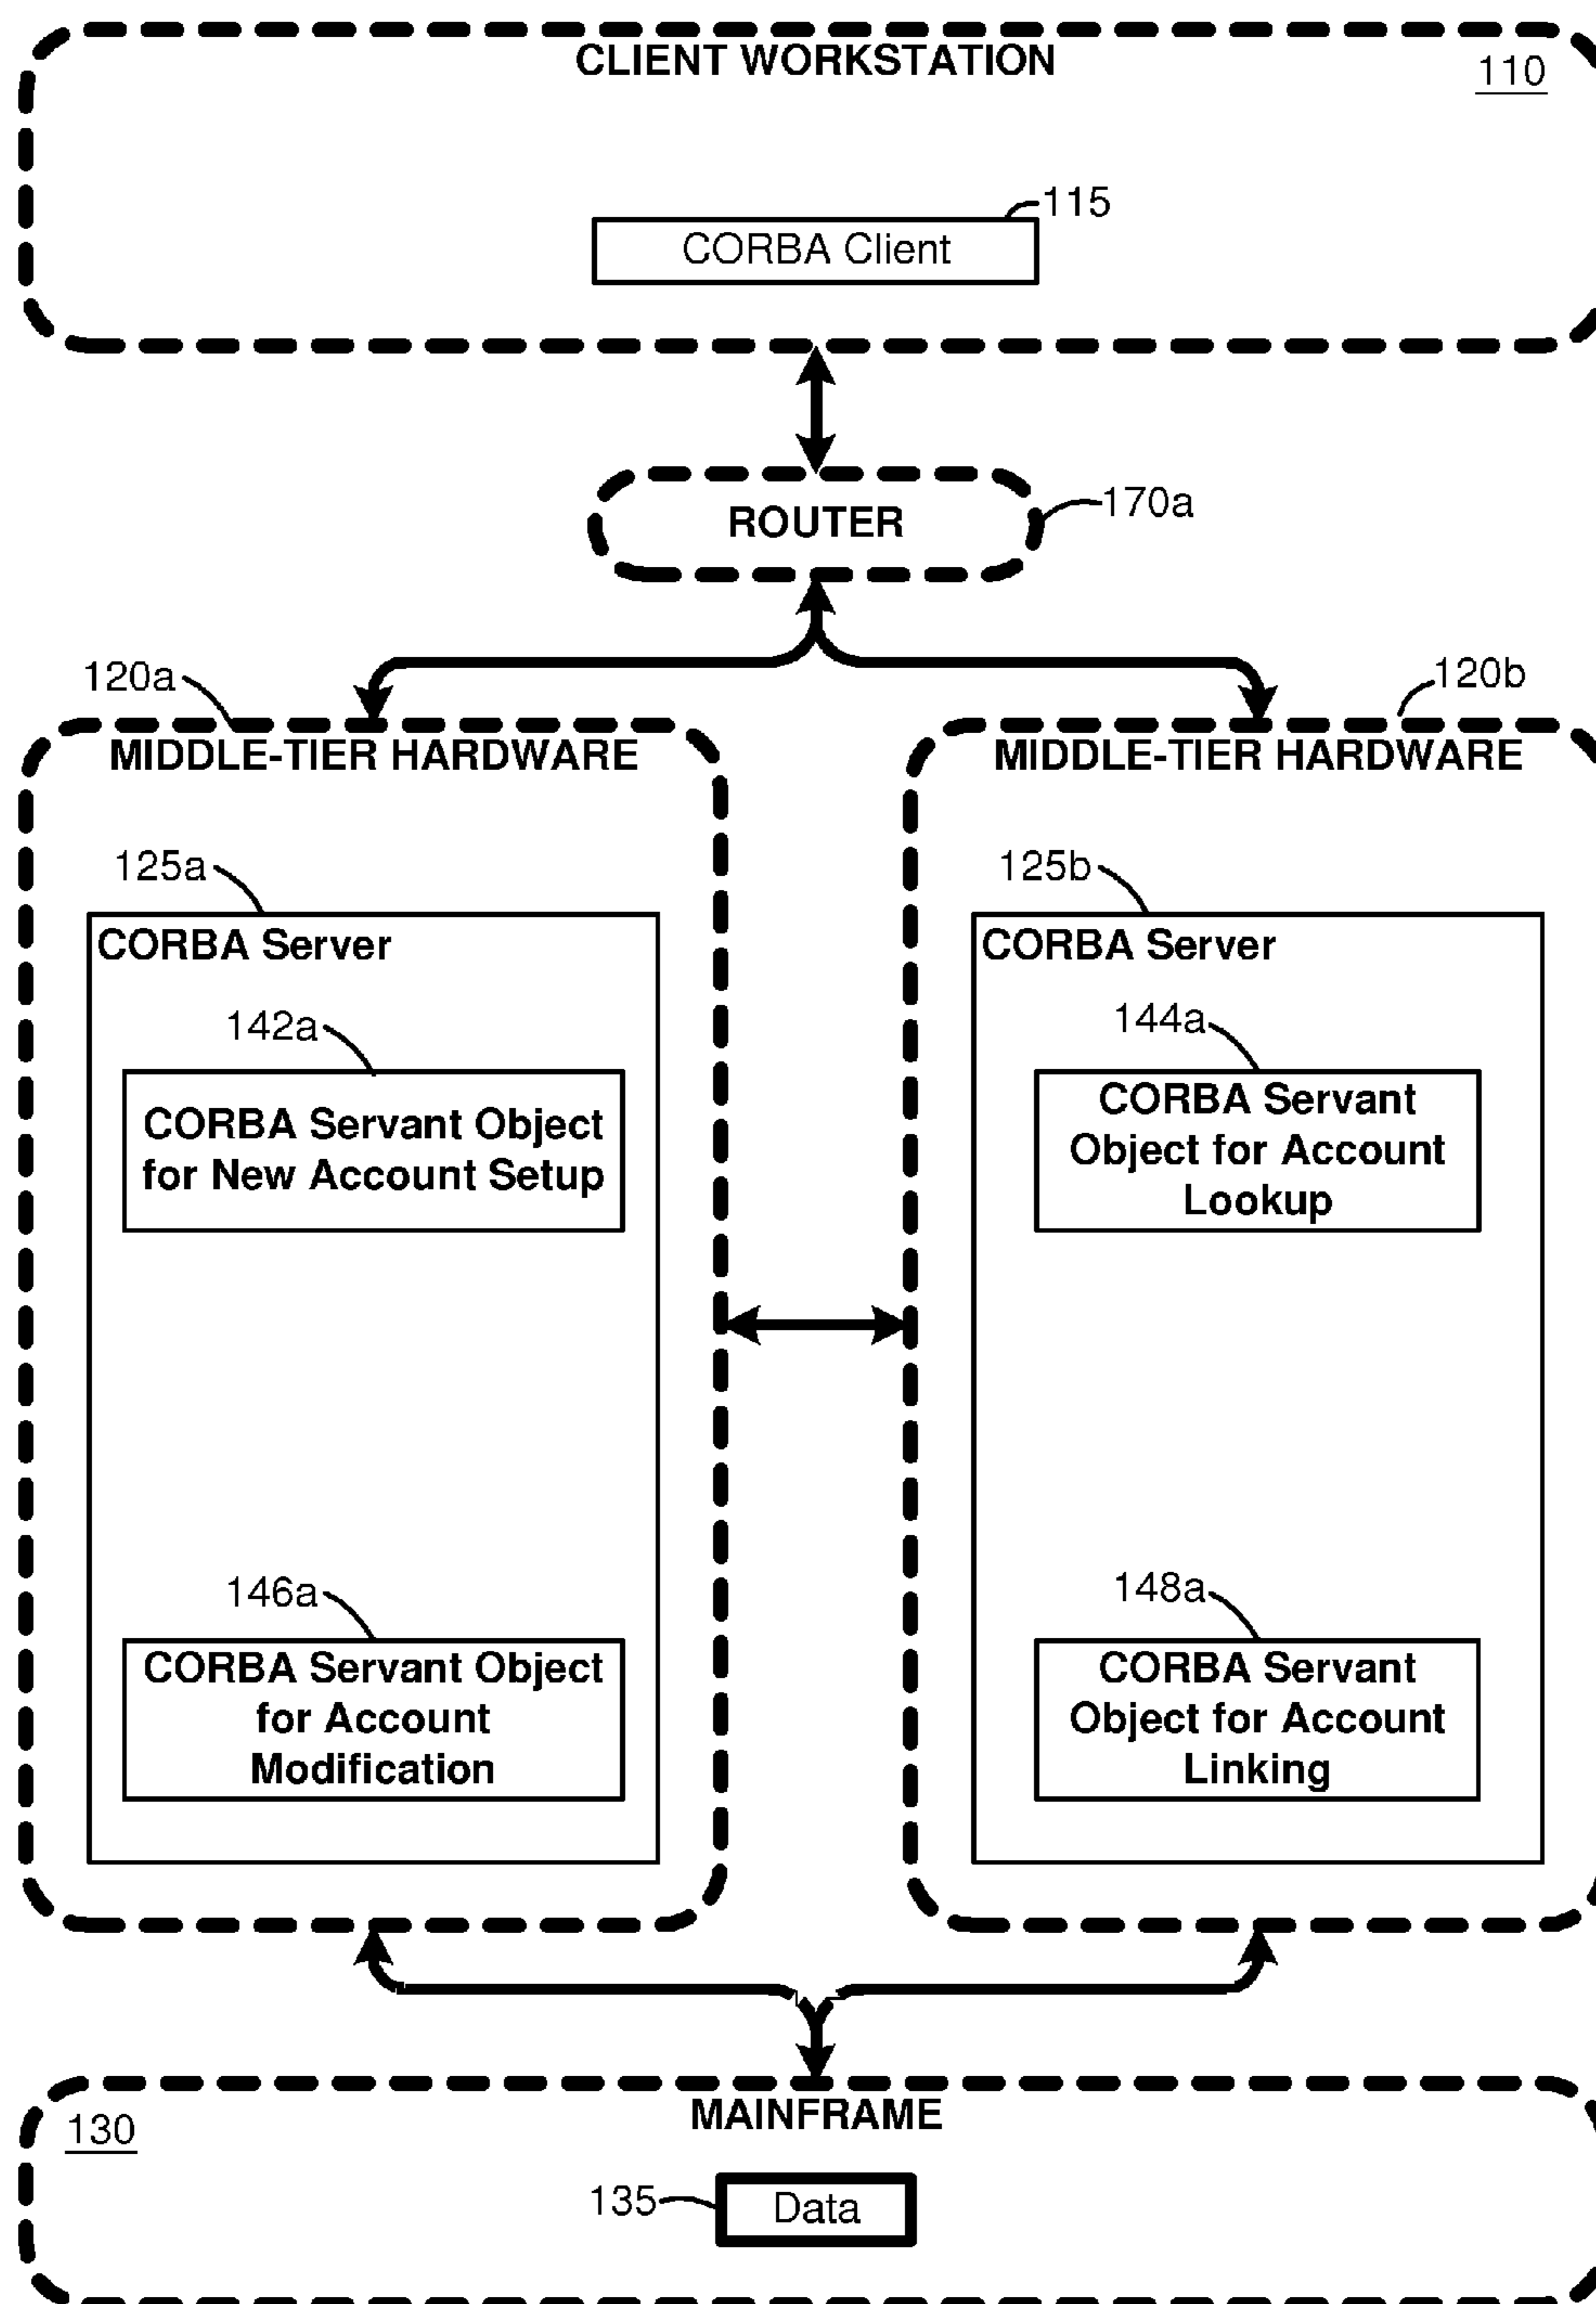 CLIENT WORKSTATION
110
115
CORBA Client
ROUTER
170a
120a
120b
MIDDLE-TIER HARDWARE
MIDDLE-TIER HARDWARE
125a
125b
CORBA Server
CORBA Server
142a
144a
CORBA Servant Object
for New Account Setup
CORBA Servant
Object for Account
Lookup
146a
148a
CORBA Servant Object
for Account
Modification
CORBA Servant
Object for Account
Linking
MAINFRAME
130
135
Data